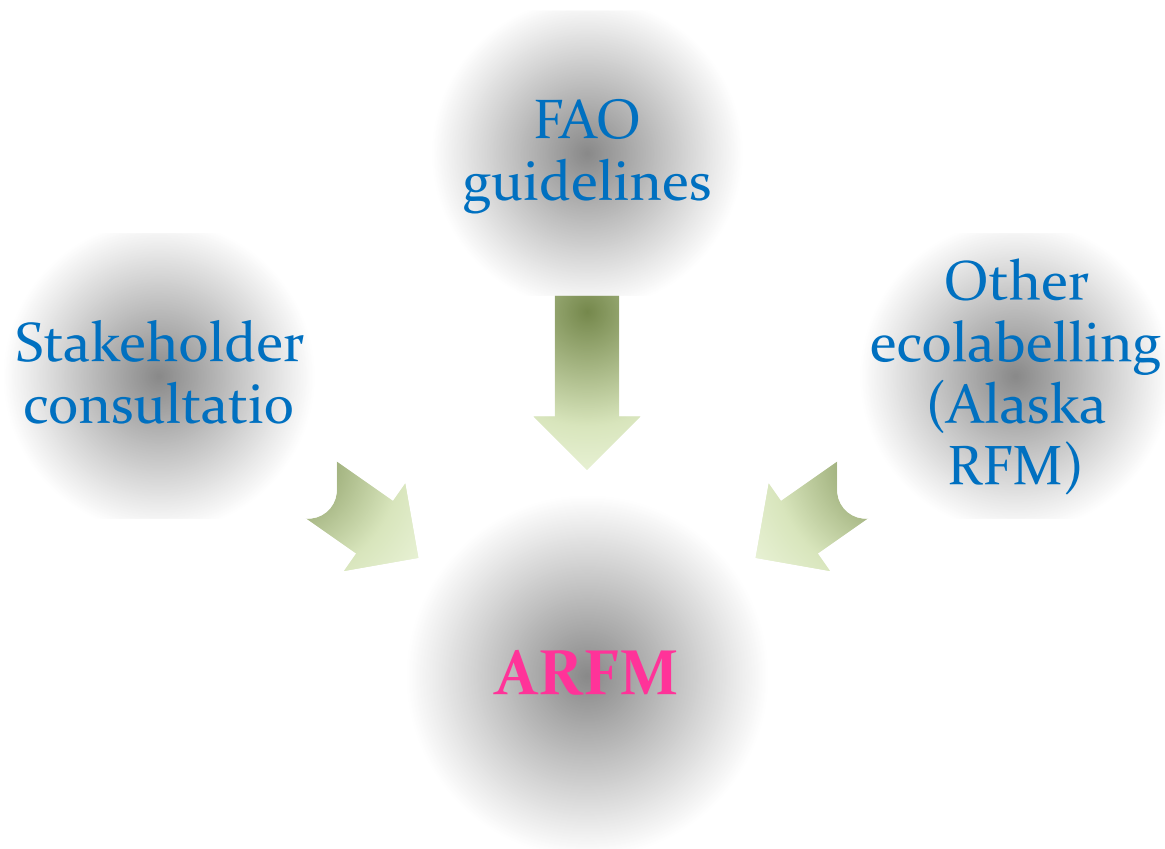 FAO
guidelines
Stakeholder
consultatio
Other
ecolabelling
(Alaska
RFM)
ARFM